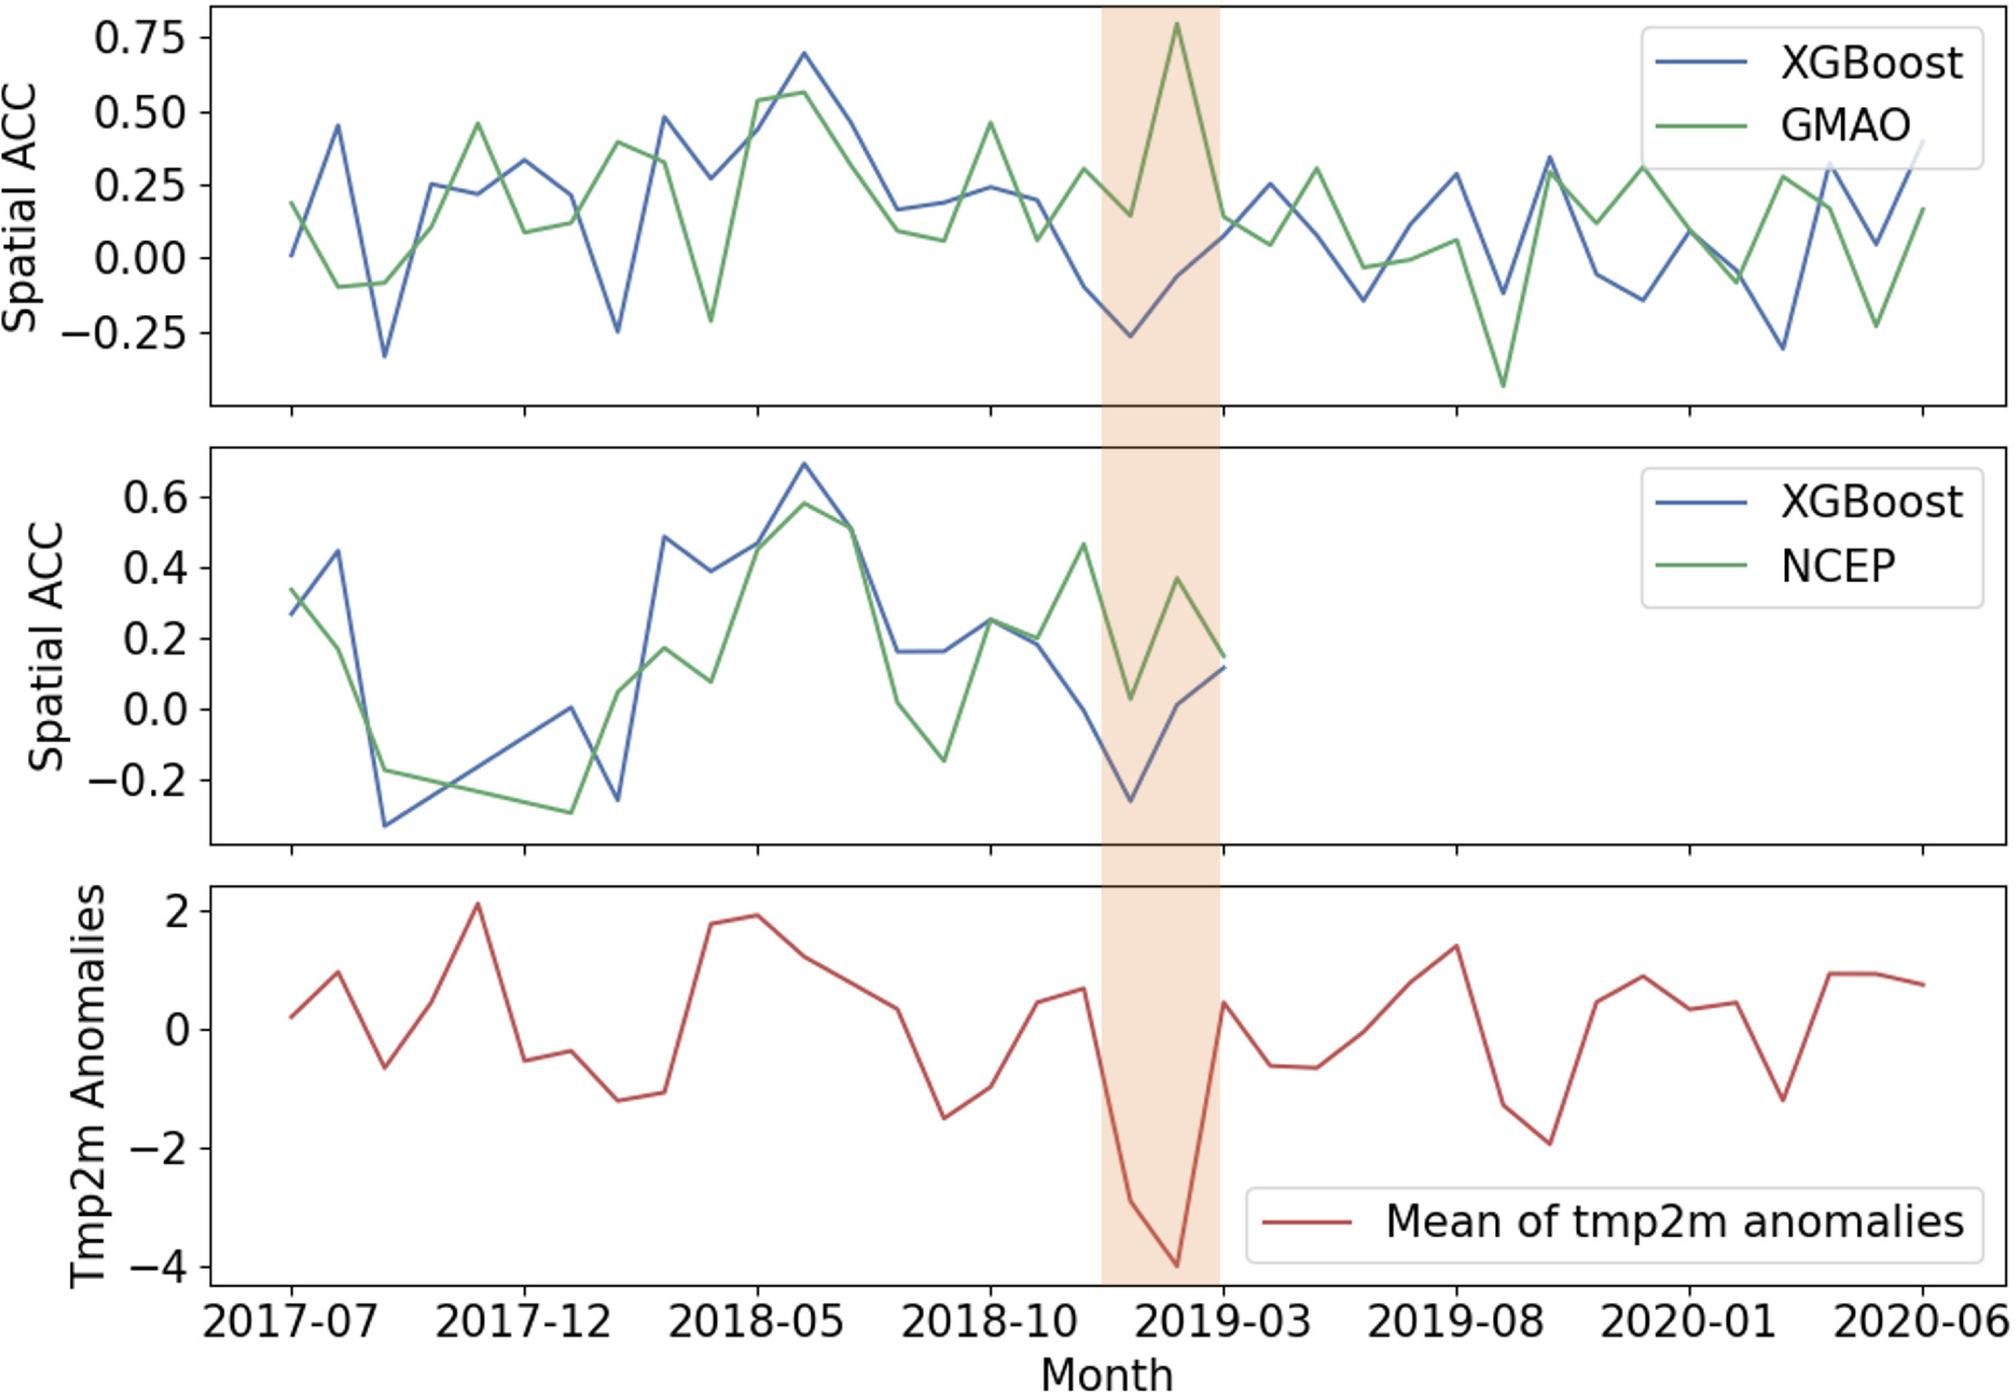 Spatial ACC
0.75
0.50
0.25
0.00
−0.25
XGBoost
GMAO
Spatial ACC
0.6
0.4
0.2
0.0
−0.2
XGBoost
NCEP
Tmp2m Anomalies
2
0
−2
−4
Mean of tmp2m anomalies
2017-07 2017-12 2018-05 2018-10 2019-03 2019-08 2020-01 2020-06
Month